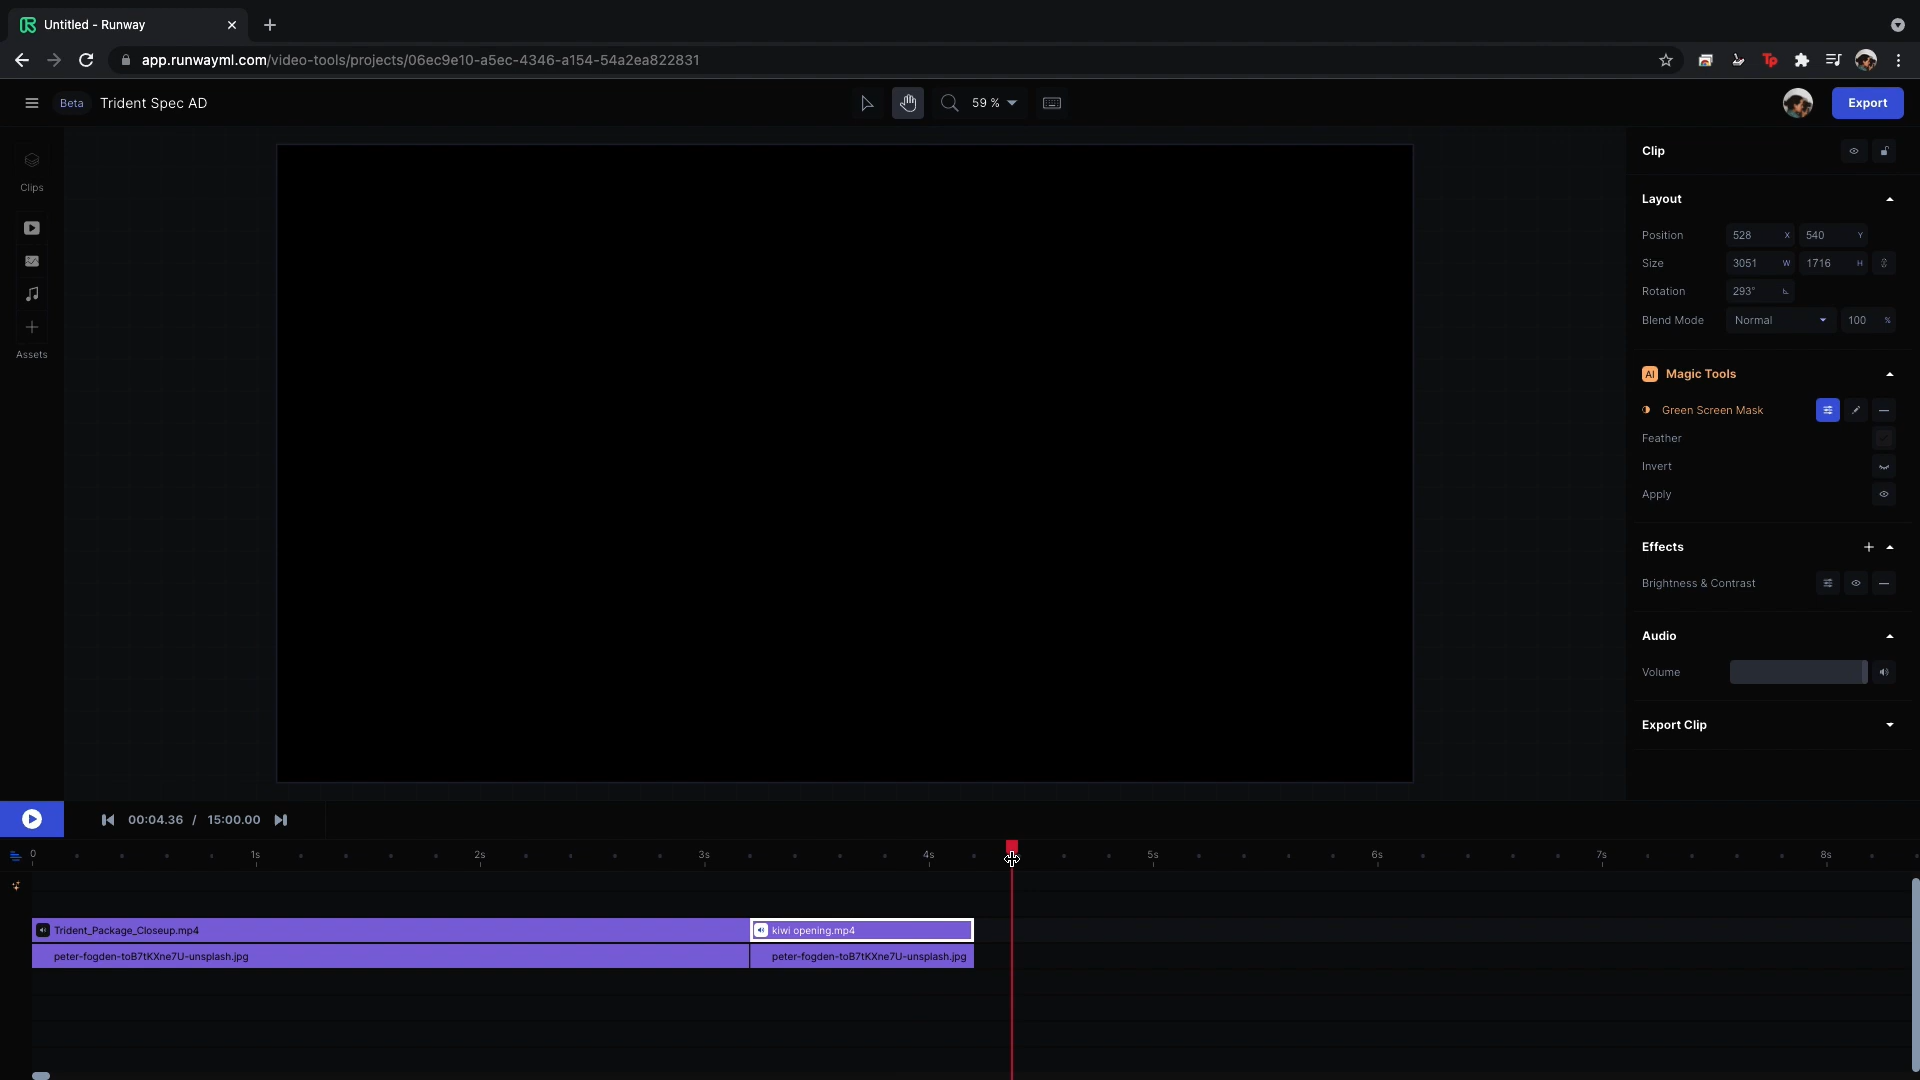 Untitled - Runway
app.runwayml.com/video-tools/projects/06ec9e10-a5ec-4346-a154-54a2ea822831
Tp
Beta Trident Spec AD
59 %
Export
Clips
Assets
Clip
Layout
Position 528 X 540 Y
Size 3051 W 1716 H
Rotation 293°
Blend Mode Normal 100 %
AI Magic Tools
Green Screen Mask
Feather
Invert
Apply
Effects
Brightness & Contrast
Audio
Volume
Export Clip
00:04.36 / 15:00.00
0 1s 2s 3s 4s 5s 6s 7s 8s
Trident_Package_Closeup.mp4 kiwi opening.mp4
peter-fogden-toB7tKXne7U-unsplash.jpg peter-fogden-toB7tKXne7U-unsplash.jpg